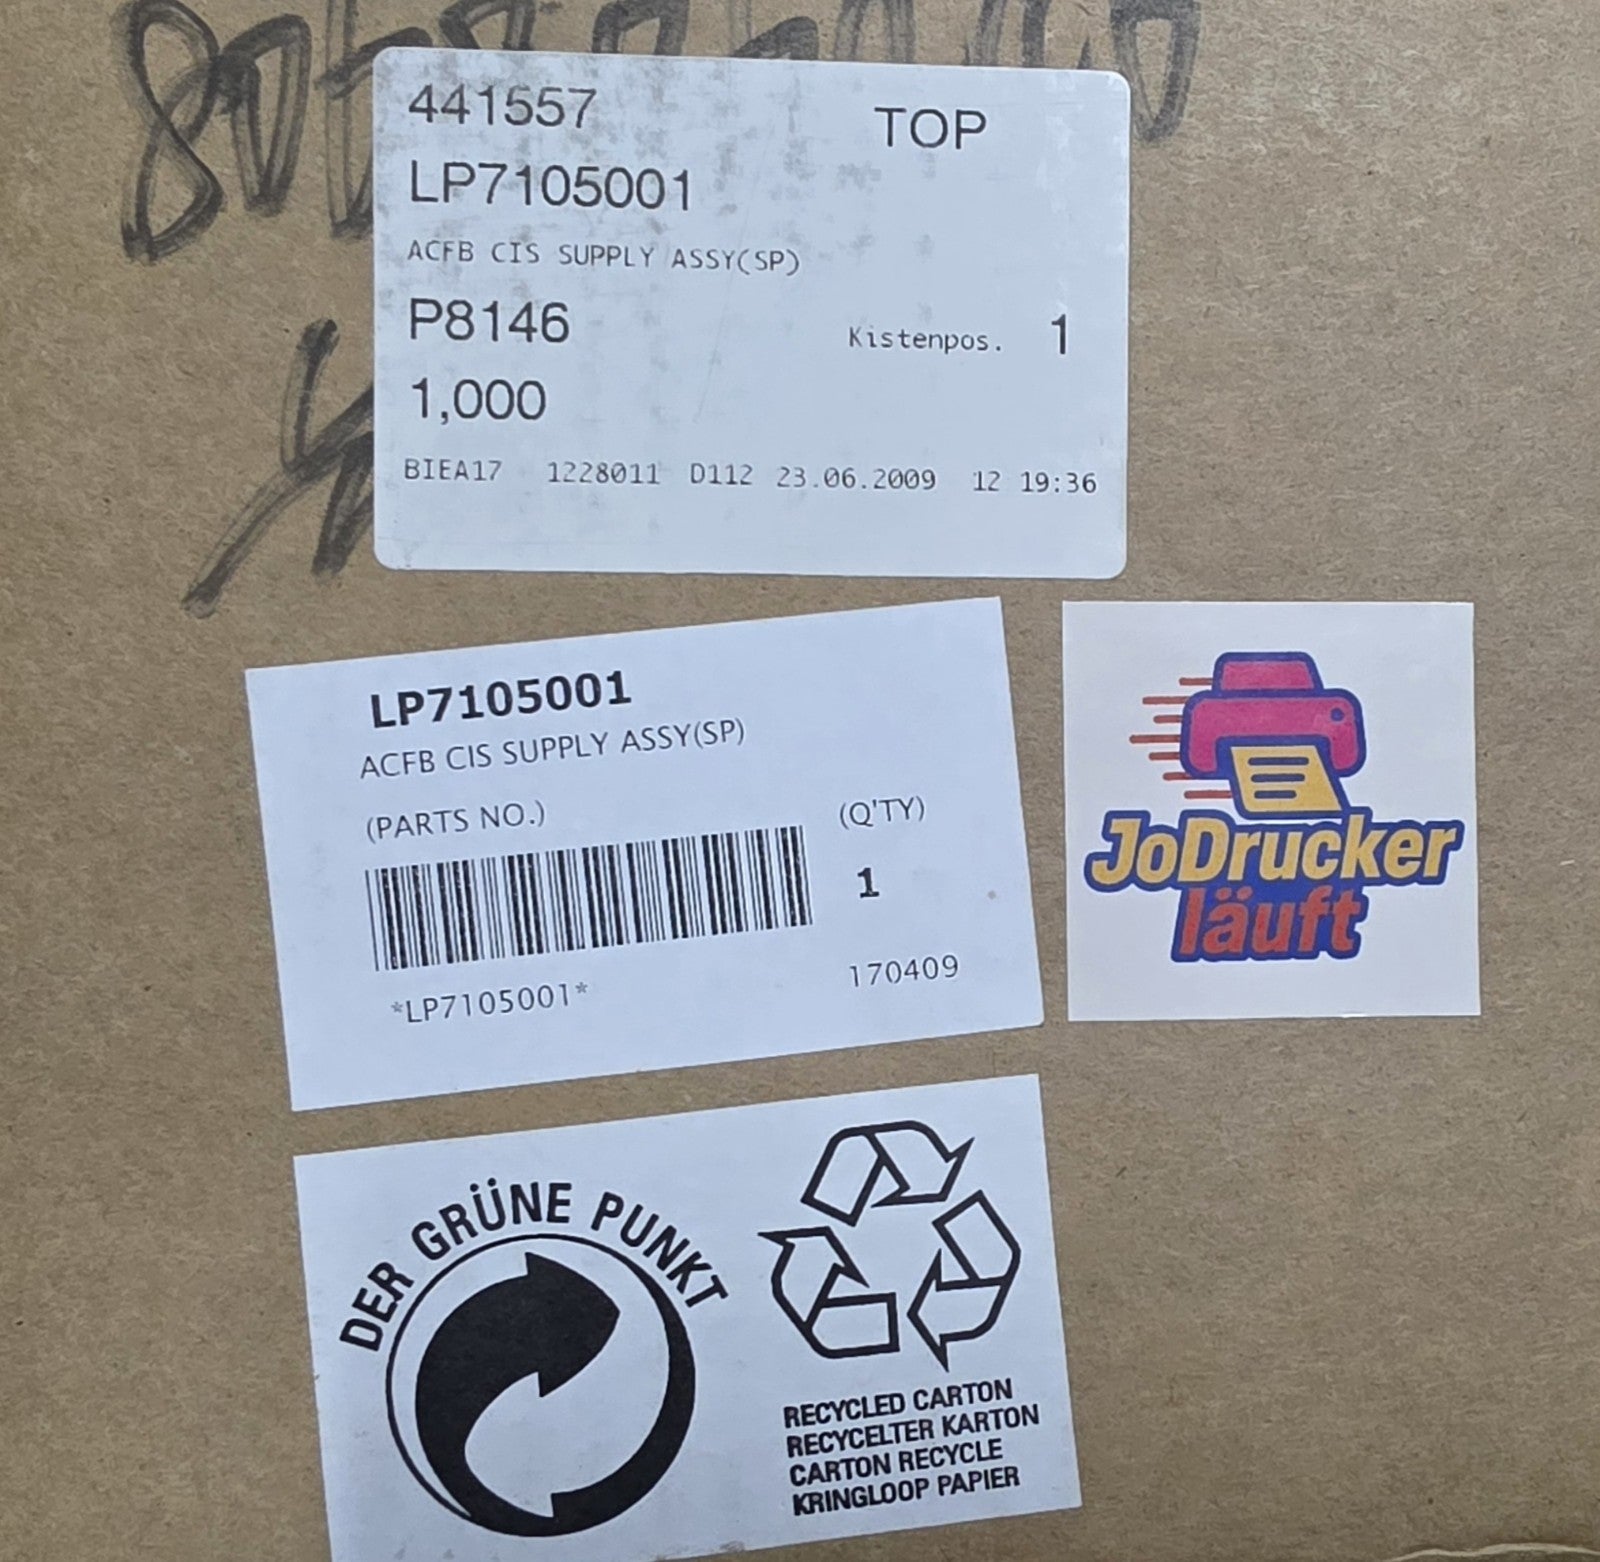 441557
TOP
LP7105001
ACFB CIS SUPPLY ASSY(SP)
P8146
Kistenpos. 1
1,000
BIEA17 1228011 D112 23.06.2009 12 19:36
LP7105001
ACFB CIS SUPPLY ASSY(SP)
(PARTS NO.)
(Q'TY)
1
*LP7105001*
170409
JoDrucker
läuft
DER GRÜNE PUNKT
RECYCLED CARTON
RECYCELTER KARTON
CARTON RECYCLE
KRINGLOOP PAPIER